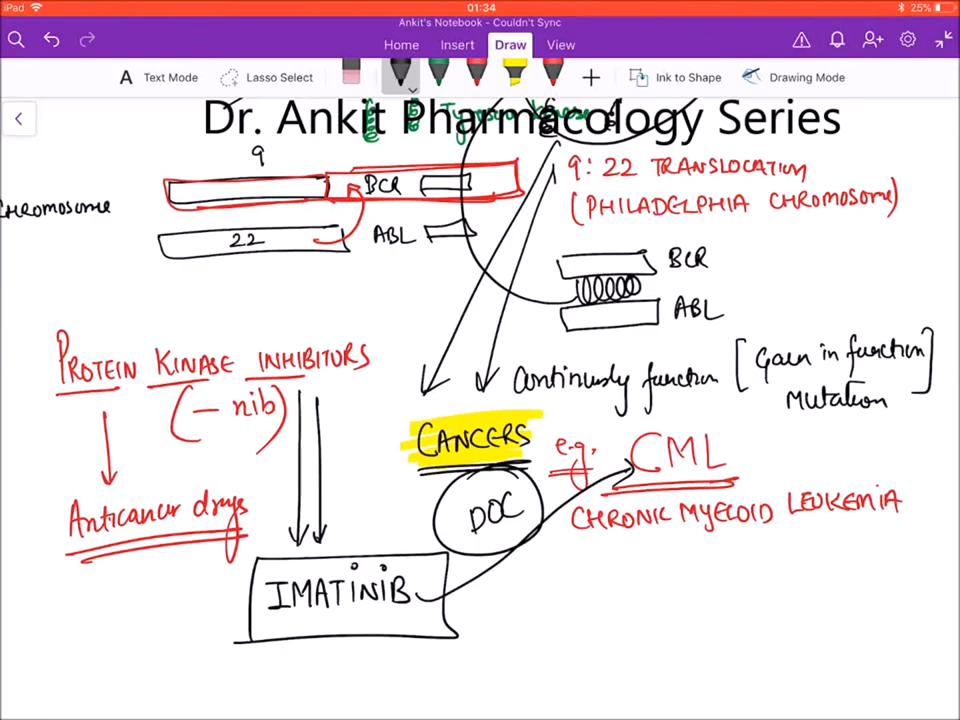 iPad
01:34
25%
Ankit's Notebook - Couldn't Sync
Home Insert Draw View
Text Mode
Lasso Select
Ink to Shape
Drawing Mode
Dr. Ankit Pharmacology Series
9
BCR
9:22 TRANSLOCATION
(PHILADELPHIA CHROMOSOME)
CHROMOSOME
22
ABL
BCR
ABL
PROTEIN KINASE INHIBITORS
(-nib)
Continuously function [Gain in function]
Mutation
CANCERS
e.g. CML
Anticancer drugs
DOC
CHRONIC MYELOID LEUKEMIA
IMATINIB